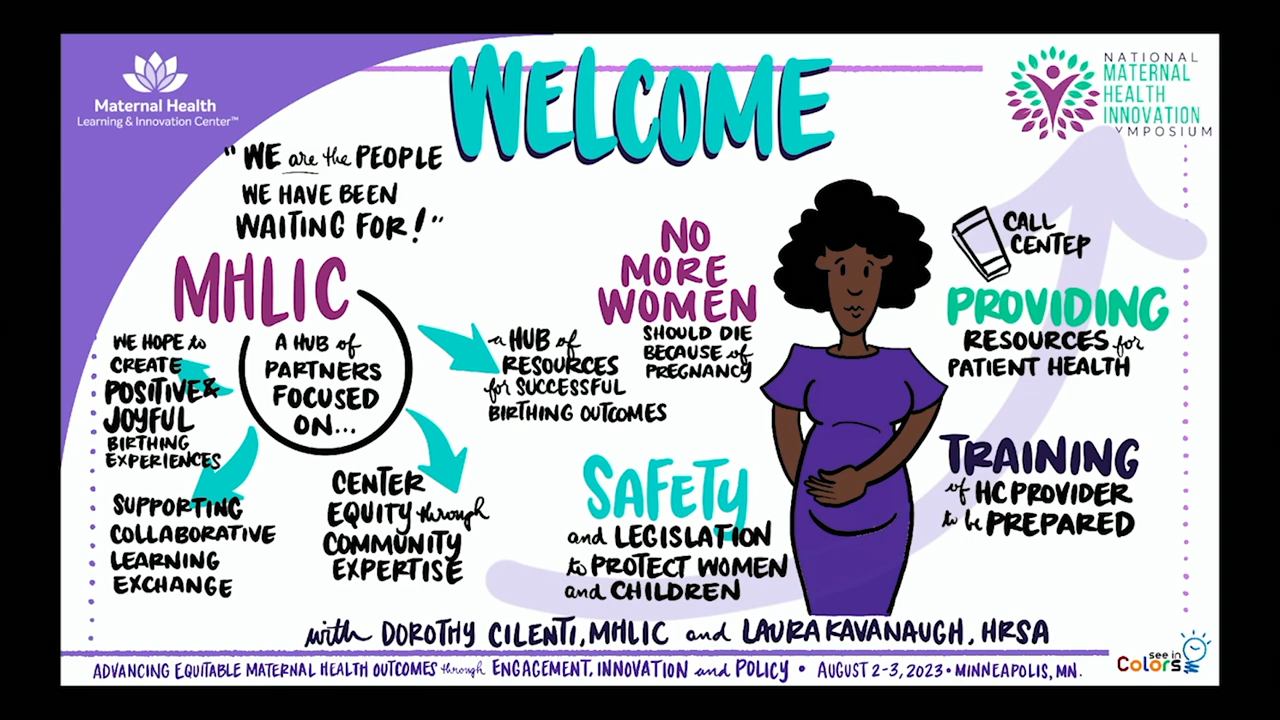 Maternal Health
Learning & Innovation Center™
WELCOME
NATIONAL
MATERNAL
HEALTH
INNOVATION
SYMPOSIUM
"WE are the PEOPLE
WE HAVE BEEN
WAITING FOR!"
MHLIC
A HUB of
PARTNERS
FOCUSED
ON...
WE HOPE to
CREATE
POSITIVE &
JOYFUL
BIRTHING
EXPERIENCES
SUPPORTING
COLLABORATIVE
LEARNING
EXCHANGE
CENTER
EQUITY through
COMMUNITY
EXPERTISE
a HUB of
RESOURCES
for SUCCESSFUL
BIRTHING OUTCOMES
NO
MORE
WOMEN
SHOULD DIE
BECAUSE of
PREGNANCY
SAFETY
and LEGISLATION
to PROTECT WOMEN
and CHILDREN
CALL
CENTEP
PROVIDING
RESOURCES for
PATIENT HEALTH
TRAINING
of HC PROVIDER
to be PREPARED
with DOROTHY CILENTI, MHLIC and LAURA KAVANAUGH, HRSA
ADVANCING EQUITABLE MATERNAL HEALTH OUTCOMES through ENGAGEMENT, INNOVATION and POLICY • AUGUST 2-3, 2023 • MINNEAPOLIS, MN.
see in
Colors